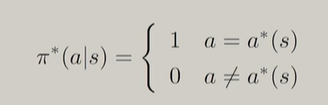 π*(a|s) = { 1 a = a*(s)
0 a ≠ a*(s)